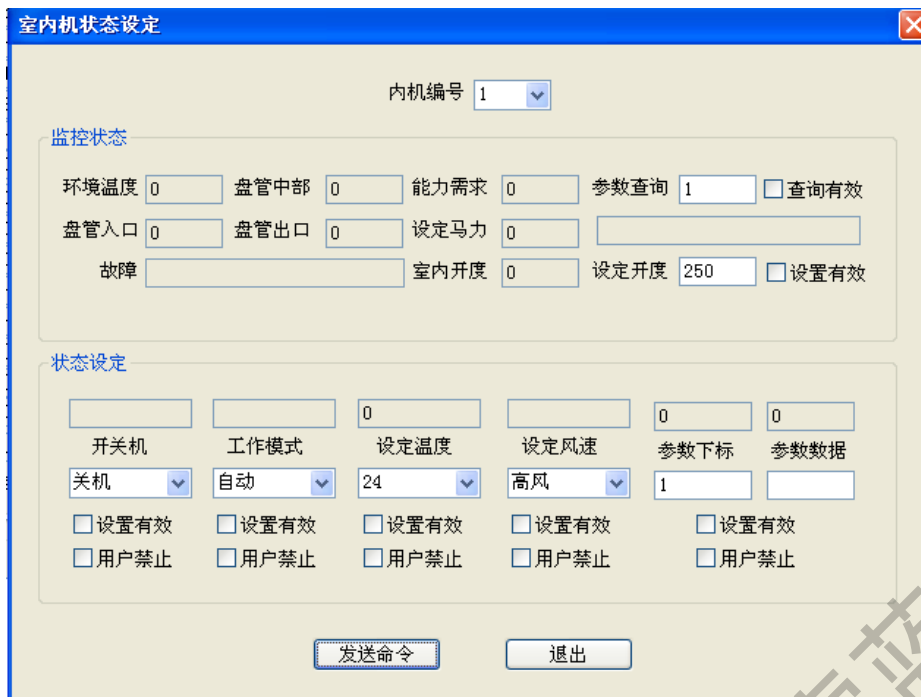 室内机状态设定
内机编号 1
监控状态
环境温度 0 盘管中部 0 能力需求 0 参数查询 1 查询有效
盘管入口 0 盘管出口 0 设定马力 0
故障 室内开度 0 设定开度 250 设置有效
状态设定
0 0 0
开关机 工作模式 设定温度 设定风速 参数下标 参数数据
关机 自动 24 高风 1
设置有效 设置有效 设置有效 设置有效 设置有效
用户禁止 用户禁止 用户禁止 用户禁止 用户禁止
发送命令 退出